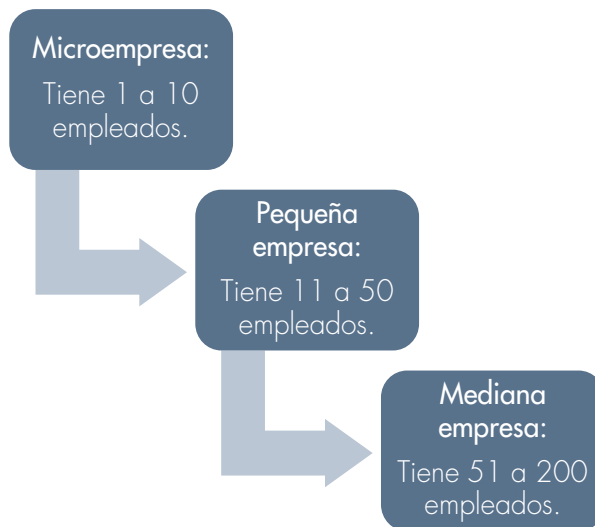 Microempresa:
Tiene 1 a 10
empleados.
Pequeña
empresa:
Tiene 11 a 50
empleados.
Mediana
empresa:
Tiene 51 a 200
empleados.